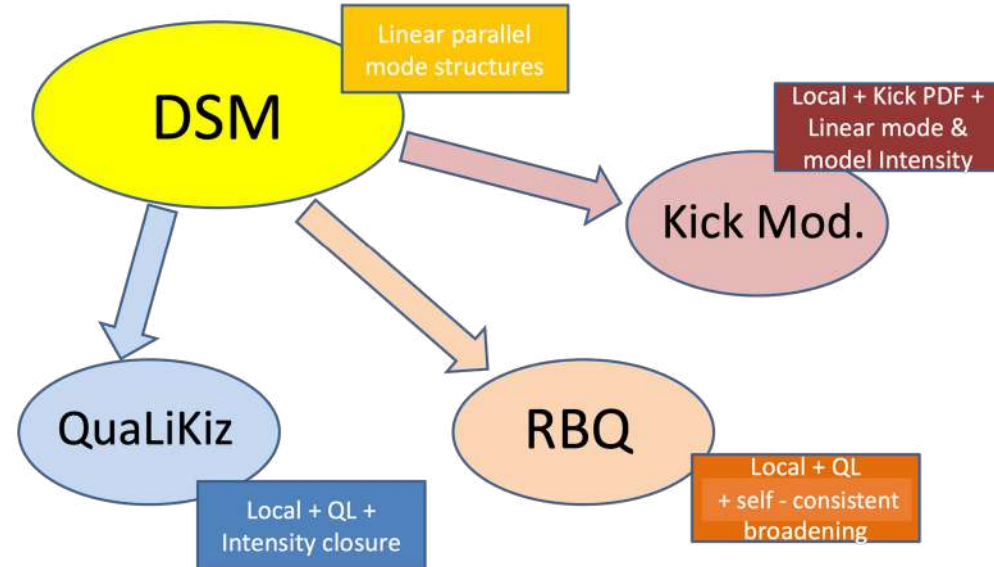 DSM
Linear parallel
mode structures
Local + Kick PDF +
Linear mode &
model Intensity
Kick Mod.
QuaLiKiz
Local + QL +
Intensity closure
RBQ
Local + QL
+ self - consistent
broadening